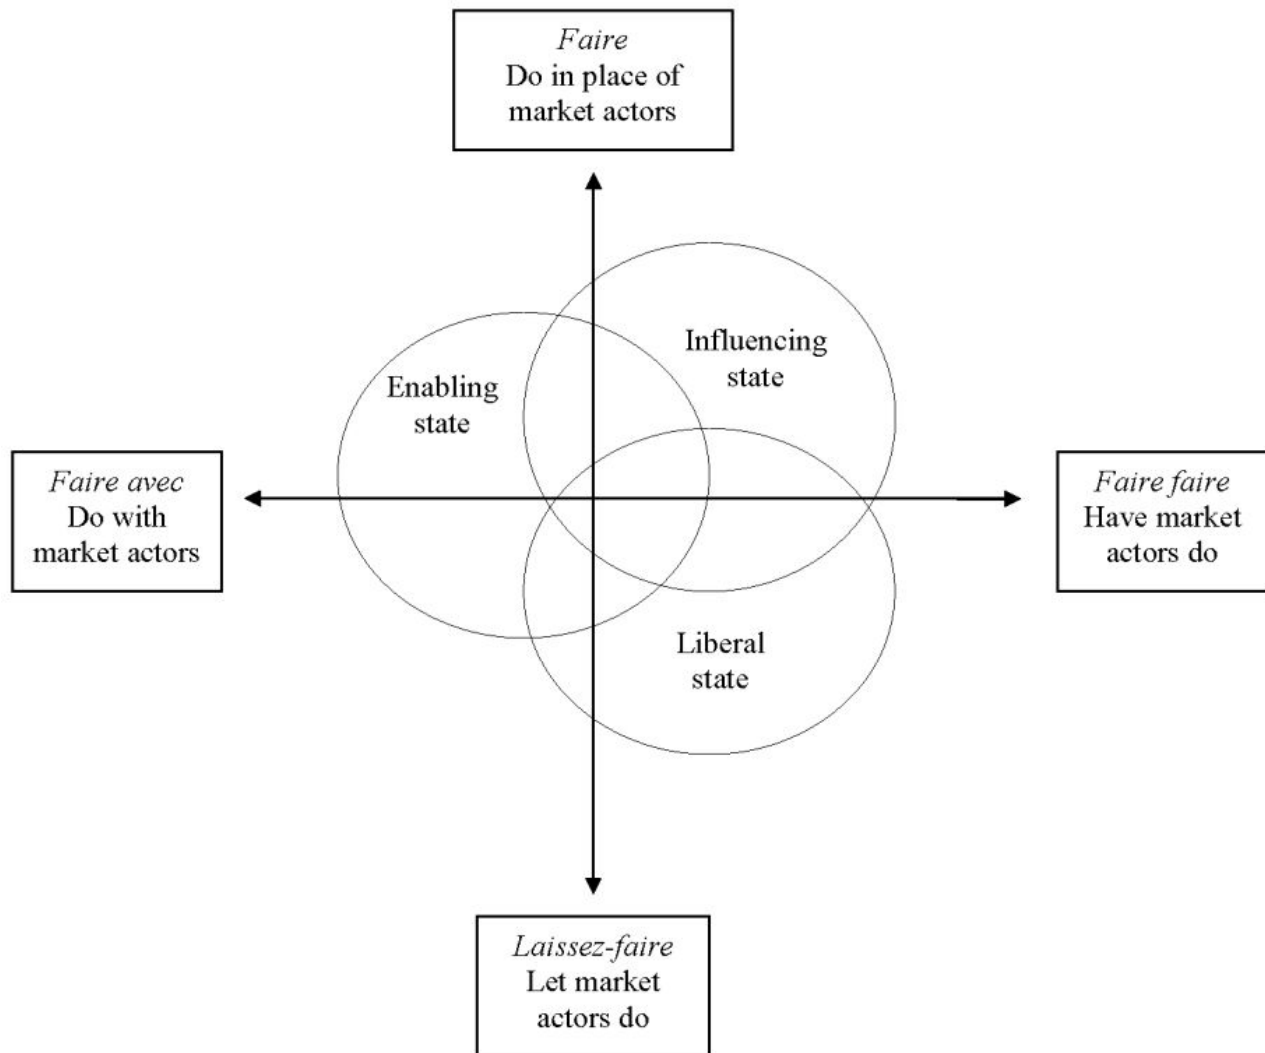 Faire
Do in place of
market actors
Influencing
state
Enabling
state
Faire avec
Do with
market actors
Faire faire
Have market
actors do
Liberal
state
Laissez-faire
Let market
actors do